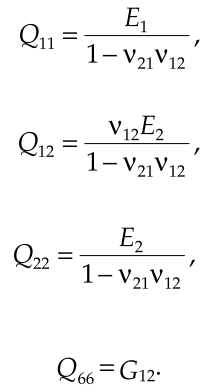 Q₁₁ = E₁ / (1 – ν₂₁ν₁₂),
Q₁₂ = ν₁₂E₂ / (1 – ν₂₁ν₁₂),
Q₂₂ = E₂ / (1 – ν₂₁ν₁₂),
Q₆₆ = G₁₂.